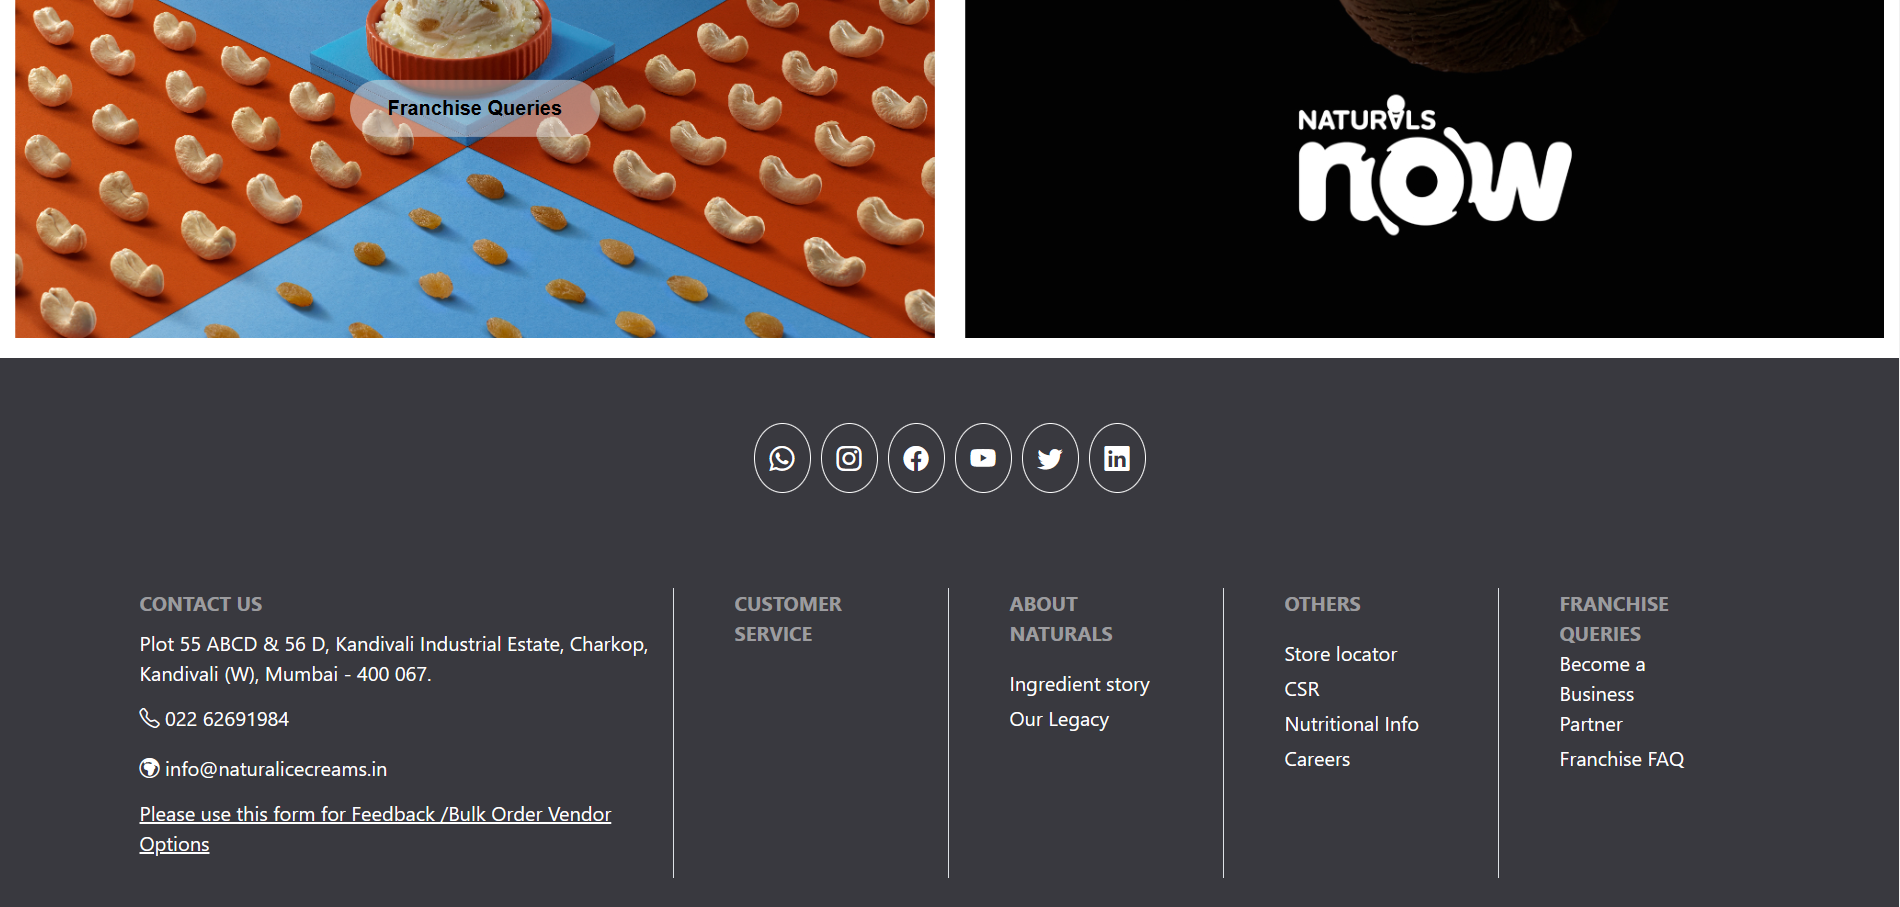 Franchise Queries
NATURALS
now
CONTACT US
Plot 55 ABCD & 56 D, Kandivali Industrial Estate, Charkop,
Kandivali (W), Mumbai - 400 067.
022 62691984
info@naturalicecreams.in
Please use this form for Feedback /Bulk Order Vendor
Options
CUSTOMER
SERVICE
ABOUT
NATURALS
Ingredient story
Our Legacy
OTHERS
Store locator
CSR
Nutritional Info
Careers
FRANCHISE
QUERIES
Become a
Business
Partner
Franchise FAQ